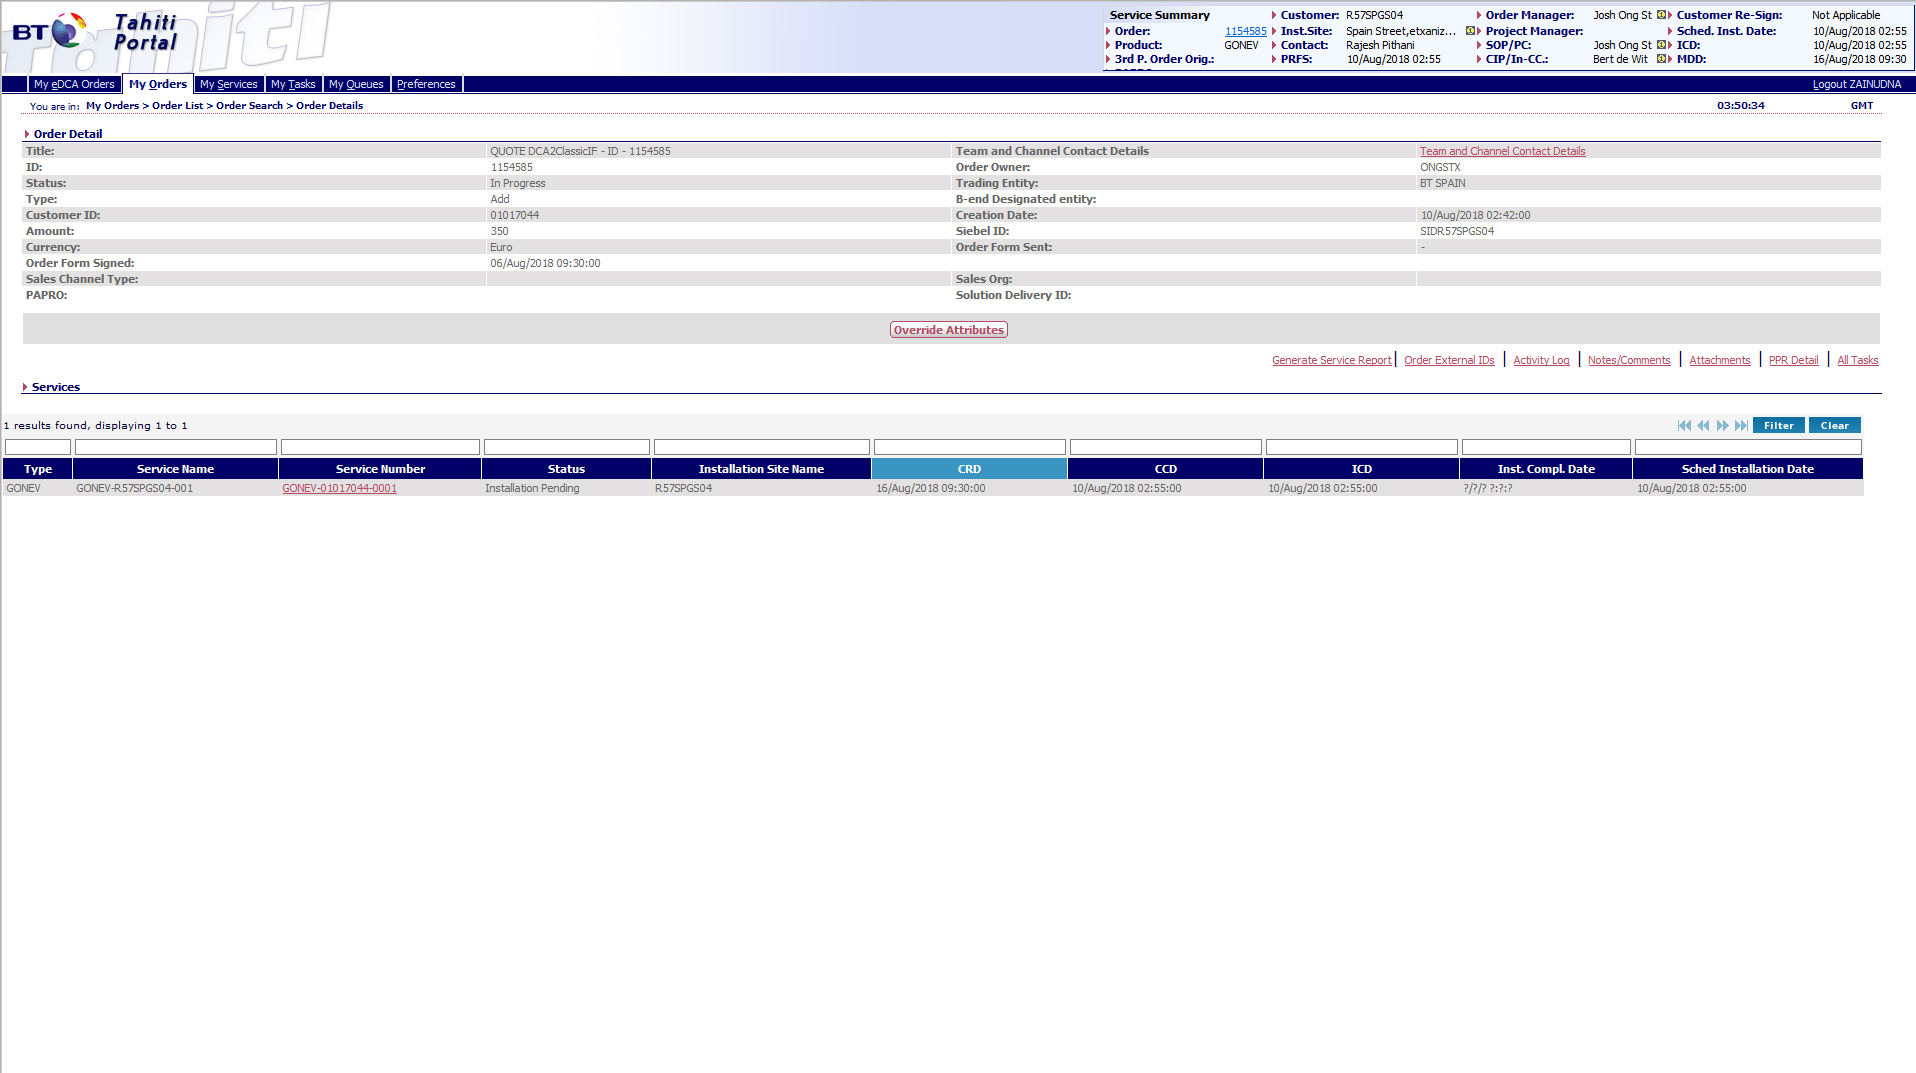 BT Tahiti Portal
Service Summary Customer: R57SPGS04 Order Manager: Josh Ong St Customer Re-Sign: Not Applicable
Order: 1154585 Inst.Site: Spain Street,etxaniz... Project Manager: Sched. Inst. Date: 10/Aug/2018 02:55
Product: GONEV Contact: Rajesh Pithani SOP/PC: Josh Ong St ICD: 10/Aug/2018 02:55
3rd P. Order Orig.: PRFS: 10/Aug/2018 02:55 CIP/In-CC.: Bert de Wit MDD: 16/Aug/2018 09:30
My eDCA Orders My Orders My Services My Tasks My Queues Preferences Logout ZAINUDNA
You are in: My Orders > Order List > Order Search > Order Details 03:50:34 GMT
Order Detail
Title: QUOTE DCA2ClassicIF - ID - 1154585 Team and Channel Contact Details Team and Channel Contact Details
ID: 1154585 Order Owner: ONGSTX
Status: In Progress Trading Entity: BT SPAIN
Type: Add B-end Designated entity:
Customer ID: 01017044 Creation Date: 10/Aug/2018 02:42:00
Amount: 350 Siebel ID: SIDR57SPGS04
Currency: Euro Order Form Sent: -
Order Form Signed: 06/Aug/2018 09:30:00
Sales Channel Type: Sales Org:
PAPRO: Solution Delivery ID:
Override Attributes
Generate Service Report Order External IDs Activity Log Notes/Comments Attachments PPR Detail All Tasks
Services
1 results found, displaying 1 to 1 Filter Clear
Type Service Name Service Number Status Installation Site Name CRD CCD ICD Inst. Compl. Date Sched Installation Date
GONEV GONEV-R57SPGS04-001 GONEV-01017044-0001 Installation Pending R57SPGS04 16/Aug/2018 09:30:00 10/Aug/2018 02:55:00 10/Aug/2018 02:55:00 ?/?/? ?:?:? 10/Aug/2018 02:55:00